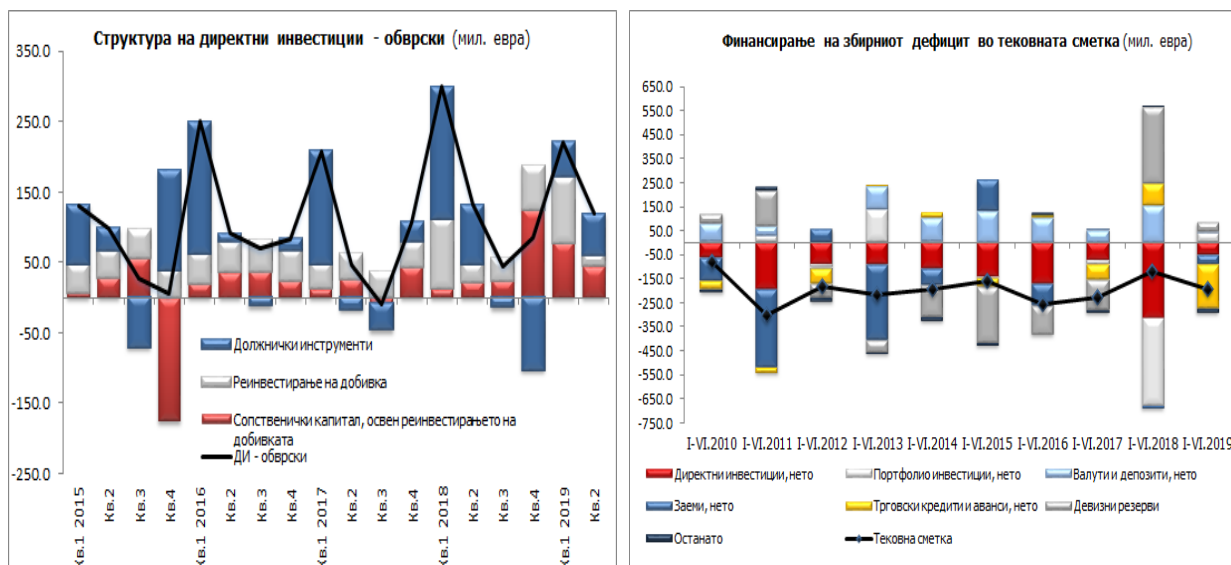 Структура на директни инвестиции - обврски (мил. евра)
350.0
250.0
150.0
50.0
-50.0
-150.0
-250.0
Должнички инструменти
Реинвестирање на добивка
Сопственички капитал, освен реинвестирањето на
добивката
ДИ - обврски
Кв.1 2015
Кв.2
Кв.3
Кв.4
Кв.1 2016
Кв.2
Кв.3
Кв.4
Кв.1 2017
Кв.2
Кв.3
Кв.4
Кв.1 2018
Кв.2
Кв.3
Кв.4
Кв.1 2019
Кв.2
Финансирање на збирниот дефицит во тековната сметка (мил. евра)
650.0
550.0
450.0
350.0
250.0
150.0
50.0
-50.0
-150.0
-250.0
-350.0
-450.0
-550.0
-650.0
-750.0
I-VI.2010 I-VI.2011 I-VI.2012 I-VI.2013 I-VI.2014 I-VI.2015 I-VI.2016 I-VI.2017 I-VI.2018 I-VI.2019
Директни инвестиции, нето Портфолио инвестиции, нето Валути и депозити, нето
Заеми, нето Трговски кредити и аванси, нето Девизни резерви
Останато Тековна сметка